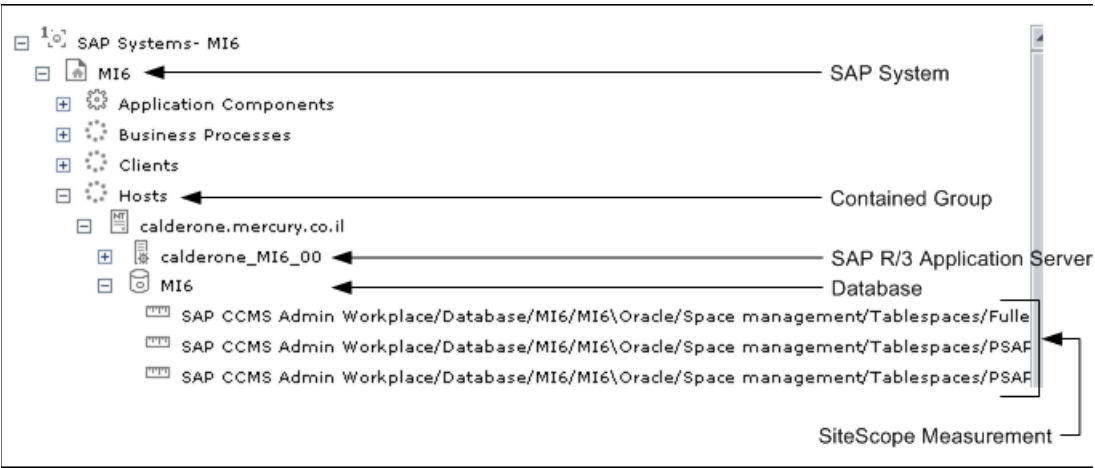 SAP Systems- MI6
MI6
SAP System
Application Components
Business Processes
Clients
Hosts
Contained Group
NT
calderone.mercury.co.il
calderone_MI6_00
SAP R/3 Application Server
MI6
Database
SAP CCMS Admin Workplace/Database/MI6/MI6\Oracle/Space management/Tablespaces/Fulle
SAP CCMS Admin Workplace/Database/MI6/MI6\Oracle/Space management/Tablespaces/PSAP
SAP CCMS Admin Workplace/Database/MI6/MI6\Oracle/Space management/Tablespaces/PSAP
SiteScope Measurement